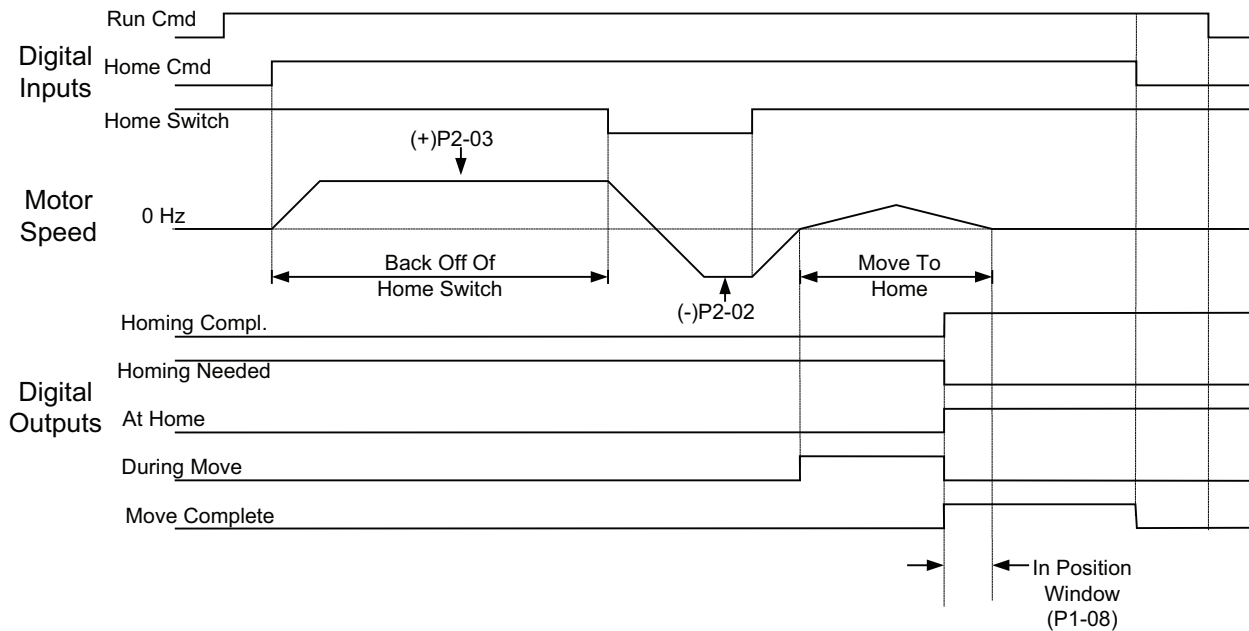 Run Cmd
Digital
Inputs
Home Cmd
Home Switch
(+)P2-03
Motor
Speed
0 Hz
Back Off Of
Home Switch
Move To
Home
(-)P2-02
Homing Compl.
Homing Needed
Digital
Outputs
At Home
During Move
Move Complete
In Position
Window
(P1-08)